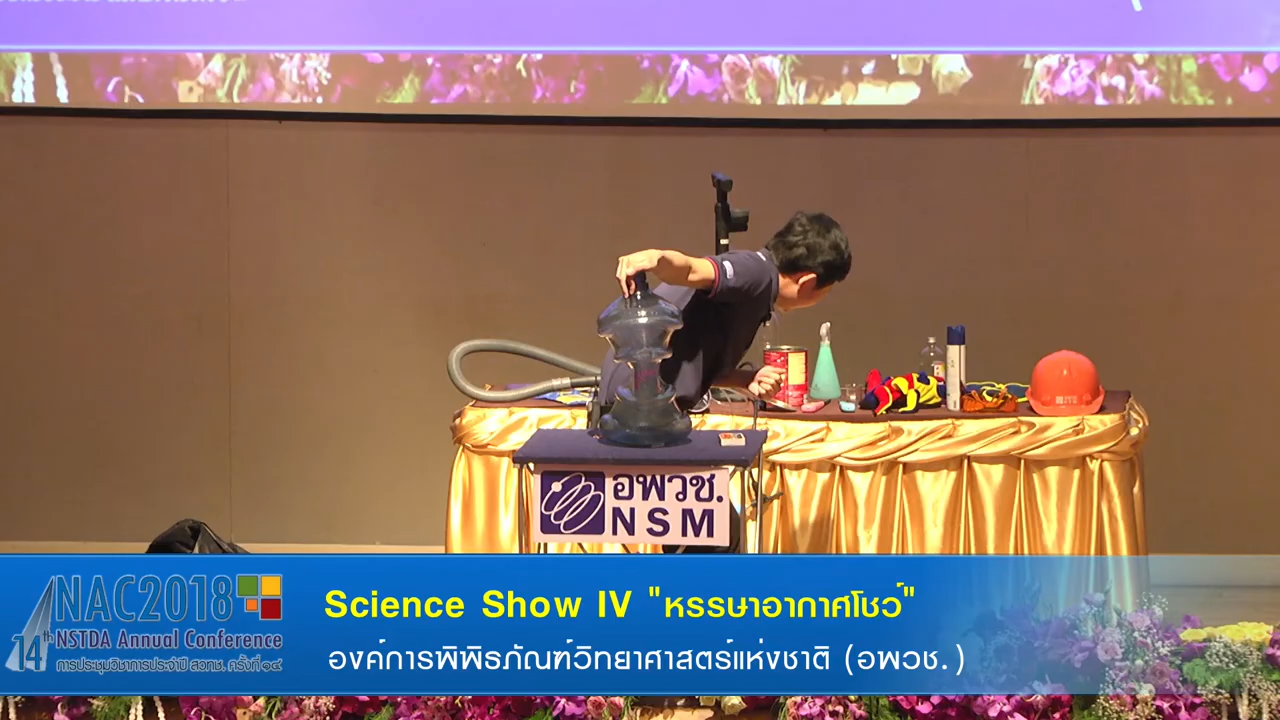 อพวช.
NSM
NAC2018
14th NSTDA Annual Conference
การประชุมวิชาการประจำปี สวทช. ครั้งที่ ๑๔
Science Show IV "หรรษาอากาศโชว์"
องค์การพิพิธภัณฑ์วิทยาศาสตร์แห่งชาติ (อพวช.)